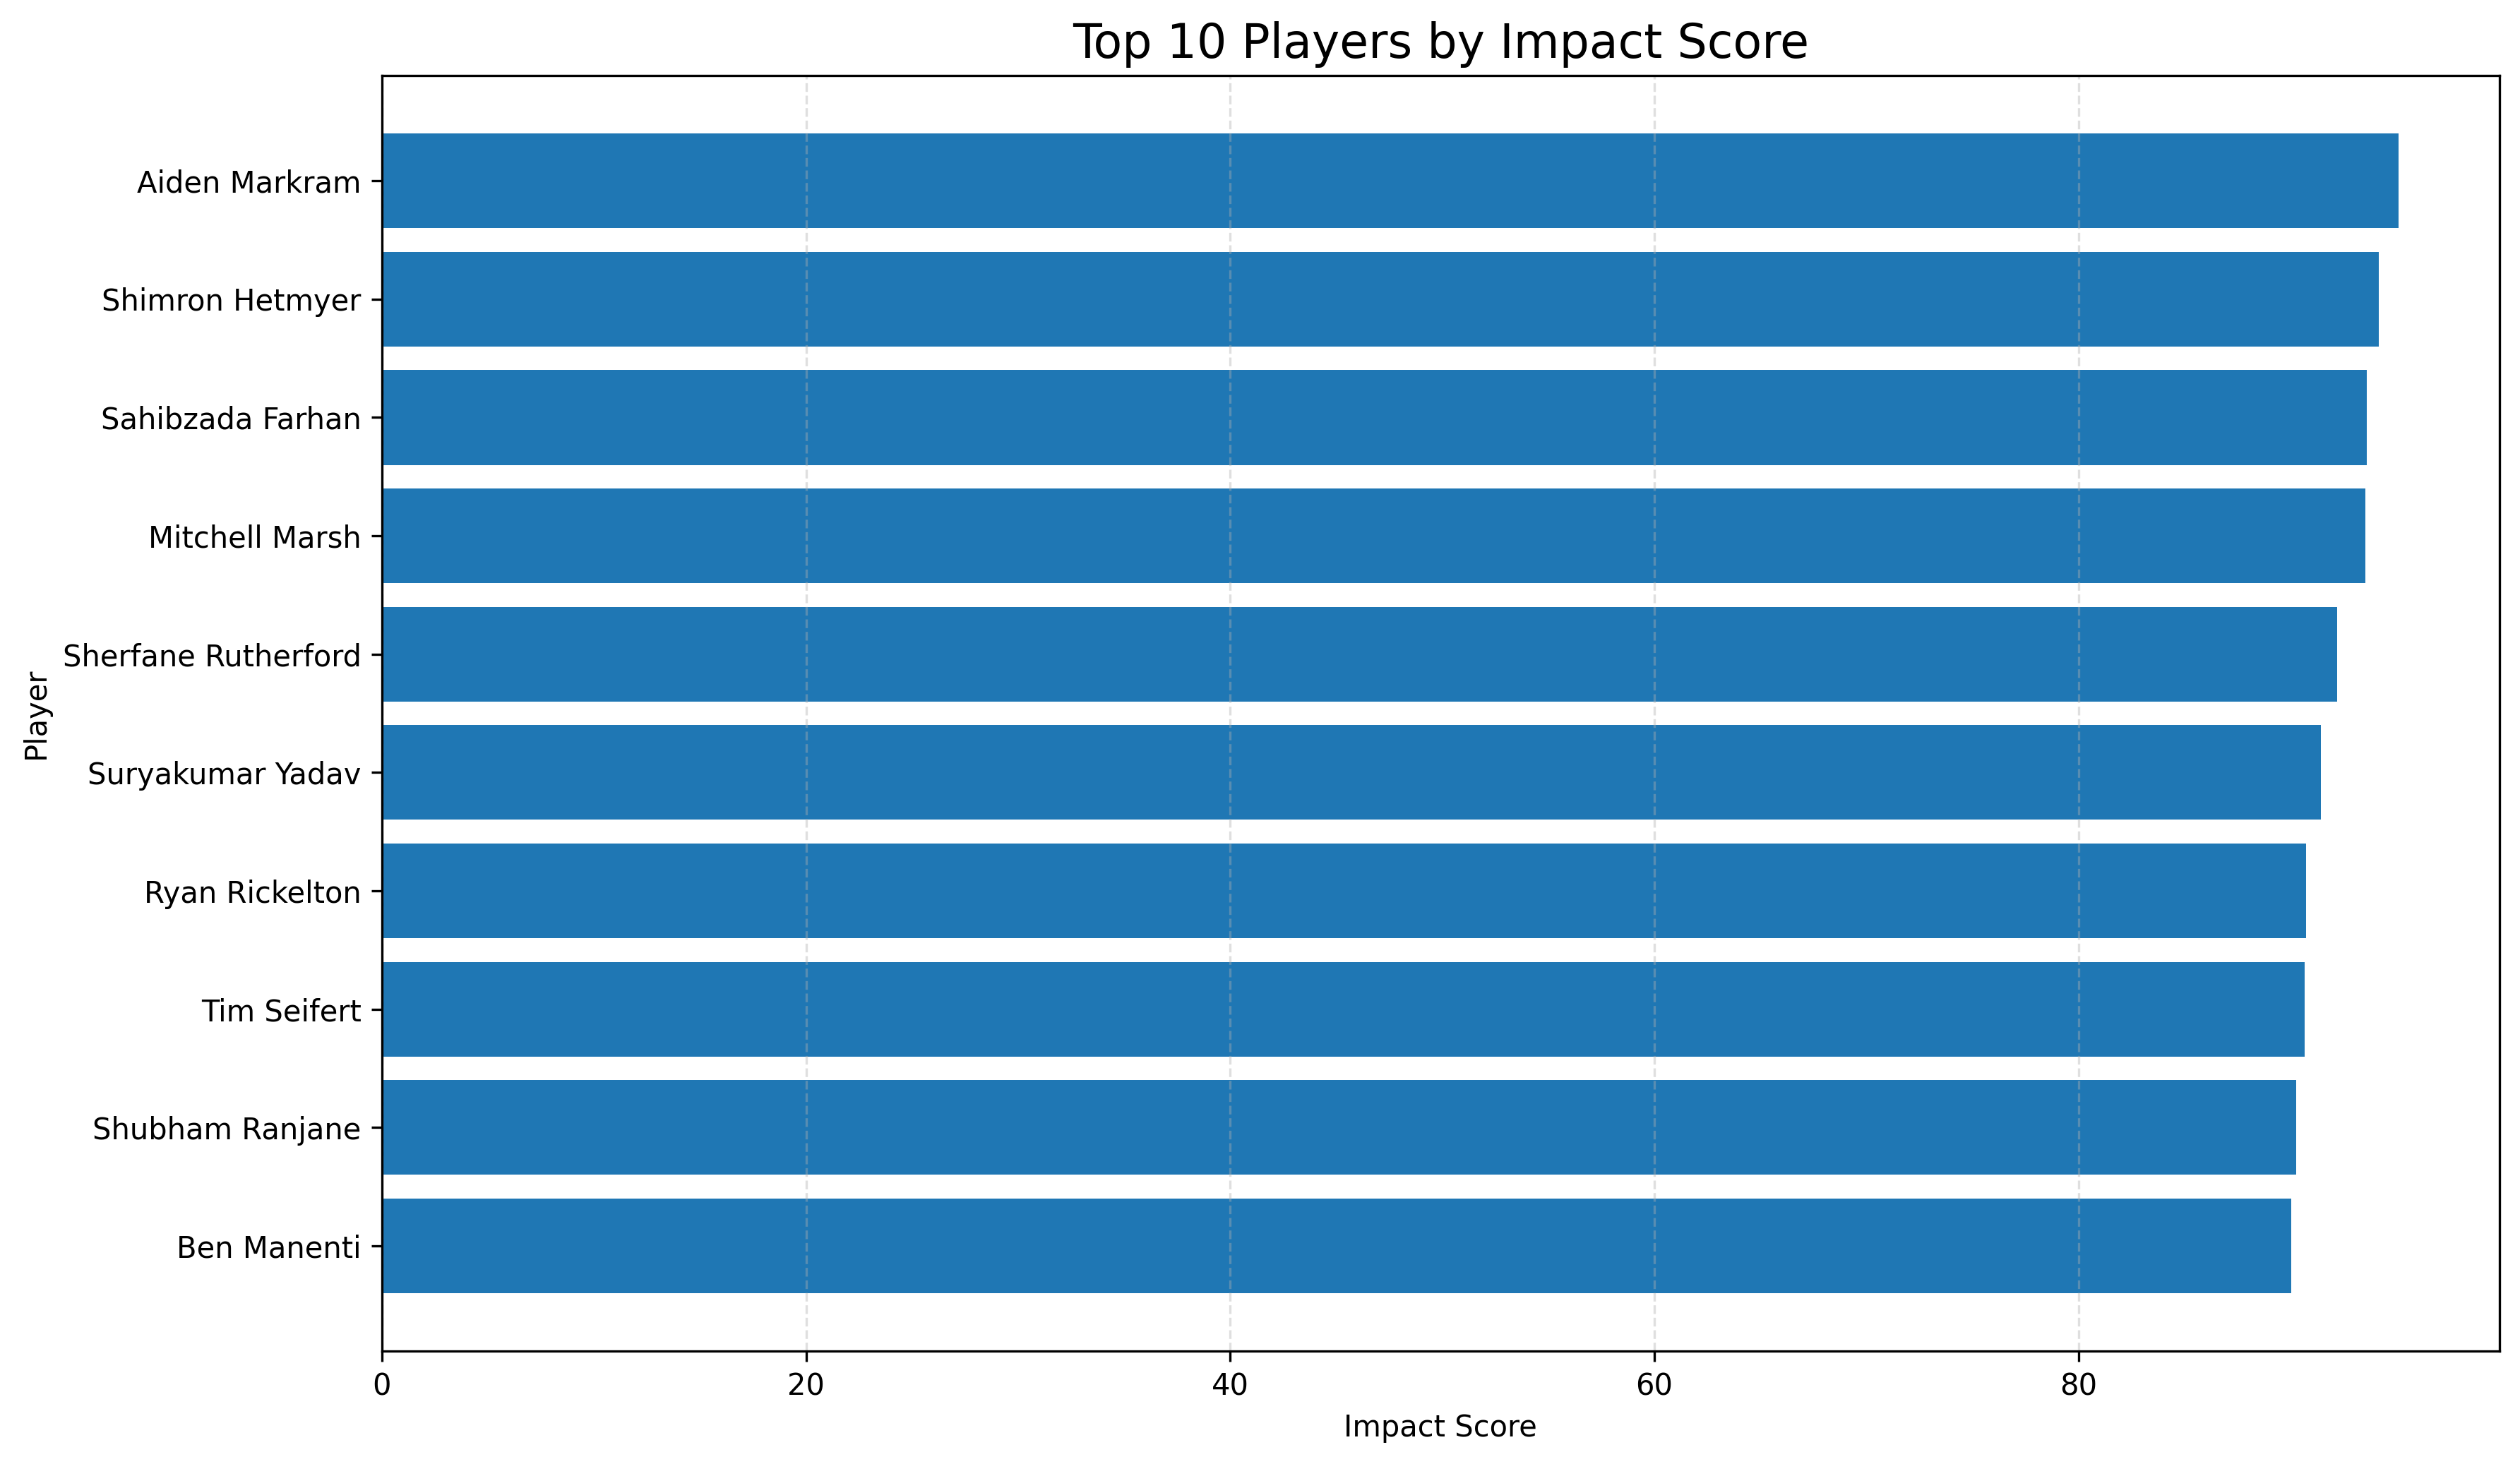 Top 10 Players by Impact Score
Player
Aiden Markram
Shimron Hetmyer
Sahibzada Farhan
Mitchell Marsh
Sherfane Rutherford
Suryakumar Yadav
Ryan Rickelton
Tim Seifert
Shubham Ranjane
Ben Manenti
0 20 40 60 80
Impact Score